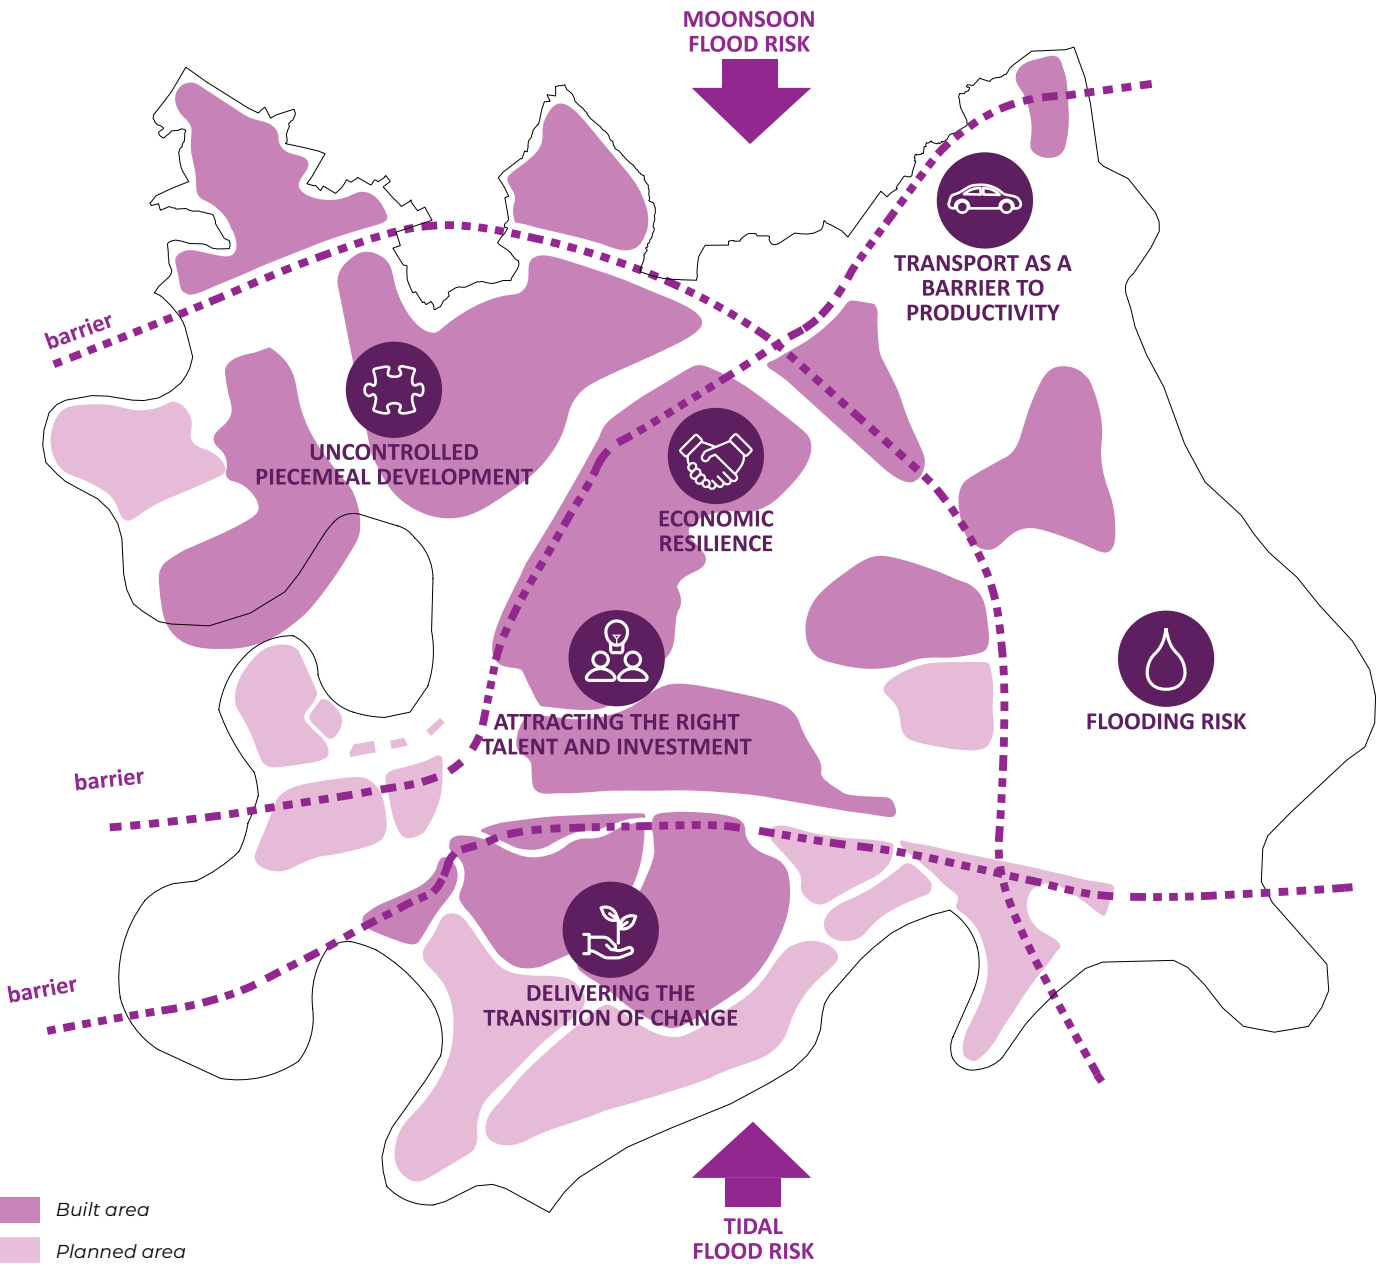 MOONSOON
FLOOD RISK
TRANSPORT AS A
BARRIER TO
PRODUCTIVITY
barrier
UNCONTROLLED
PIECEMEAL DEVELOPMENT
ECONOMIC
RESILIENCE
ATTRACTING THE RIGHT
TALENT AND INVESTMENT
FLOODING RISK
barrier
barrier
DELIVERING THE
TRANSITION OF CHANGE
TIDAL
FLOOD RISK
Built area
Planned area